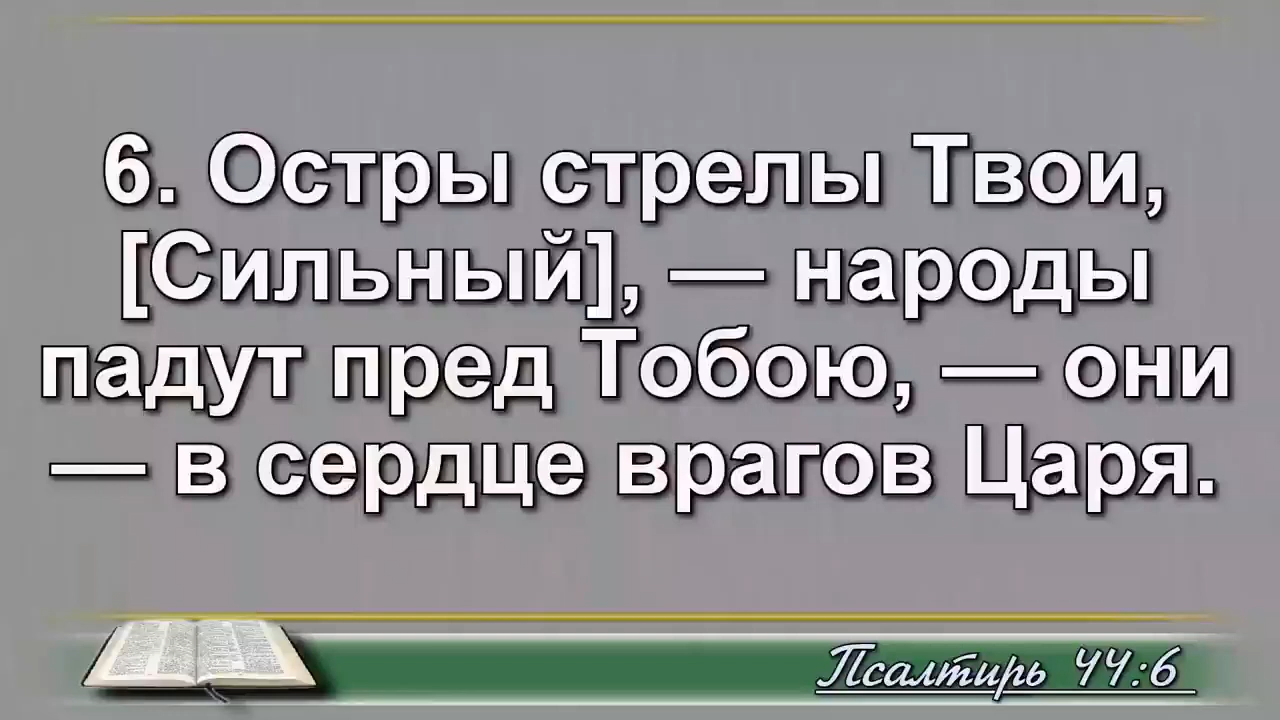 6. Остры стрелы Твои,
[Сильный], — народы
падут пред Тобою, — они
— в сердце врагов Царя.
Псалтирь 44:6